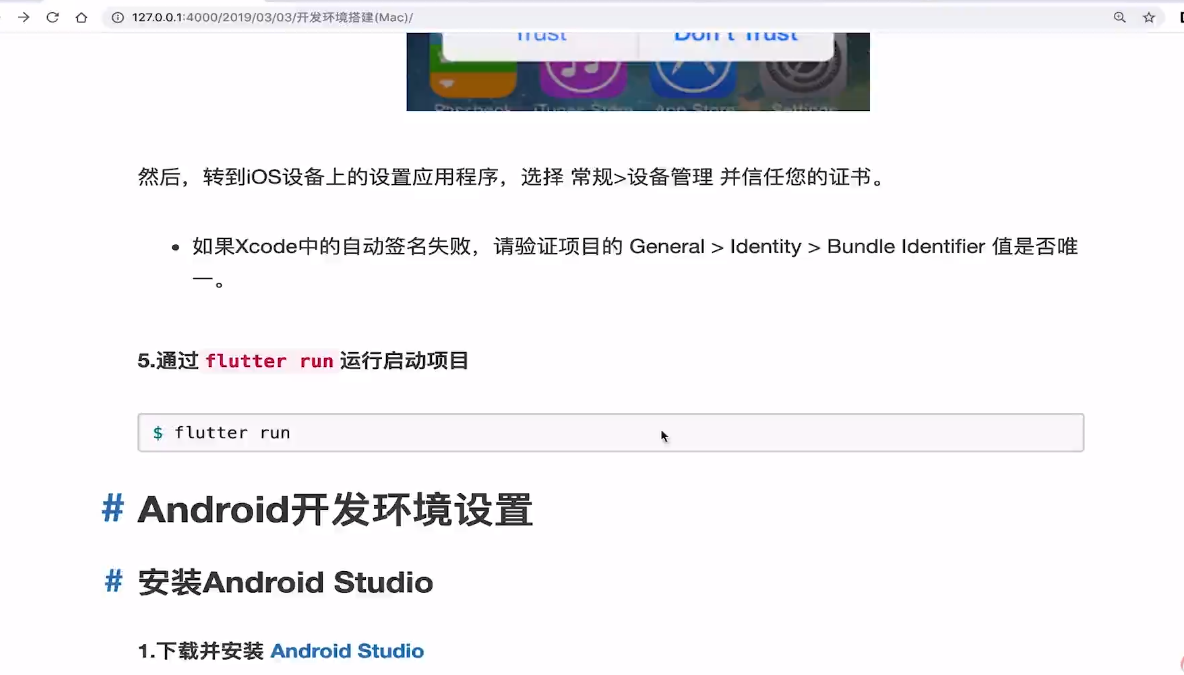 127.0.0.1:4000/2019/03/03/开发环境搭建(Mac)/
Trust Don't Trust
Passbook iTunes Store App Store Settings
然后，转到iOS设备上的设置应用程序，选择 常规>设备管理 并信任您的证书。
• 如果Xcode中的自动签名失败，请验证项目的 General > Identity > Bundle Identifier 值是否唯
一。
5.通过 flutter run 运行启动项目
$ flutter run
# Android开发环境设置
# 安装Android Studio
1.下载并安装 Android Studio